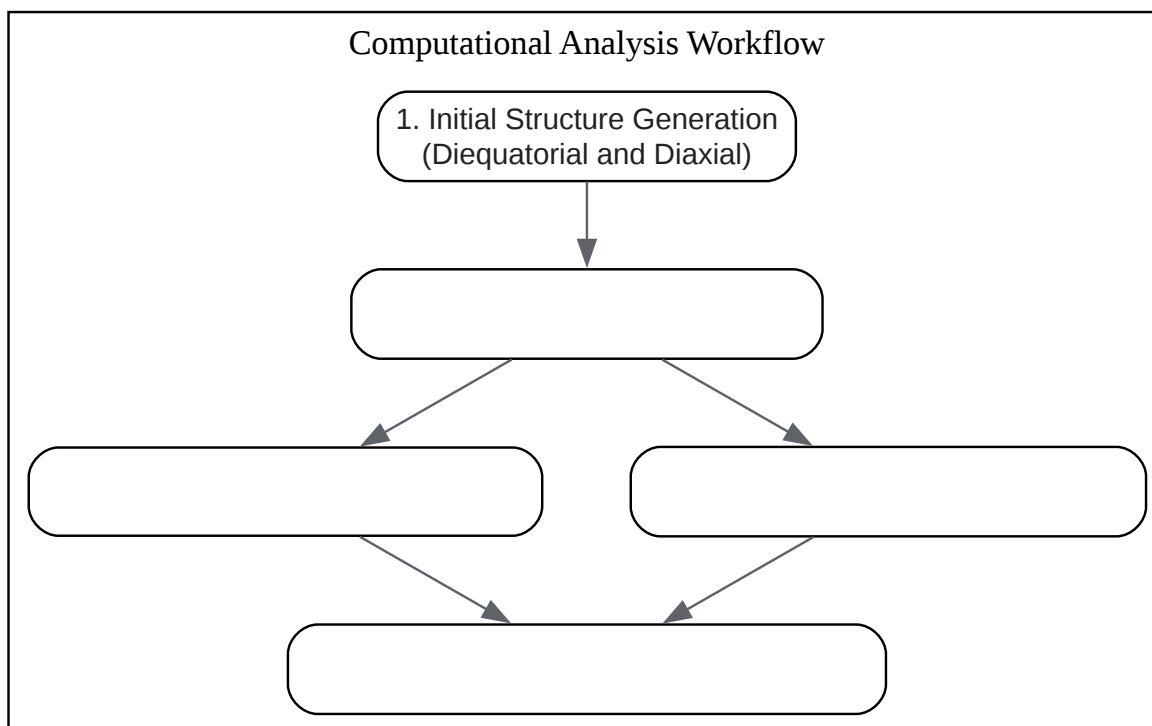 Computational Analysis Workflow
1. Initial Structure Generation
(Diequatorial and Diaxial)